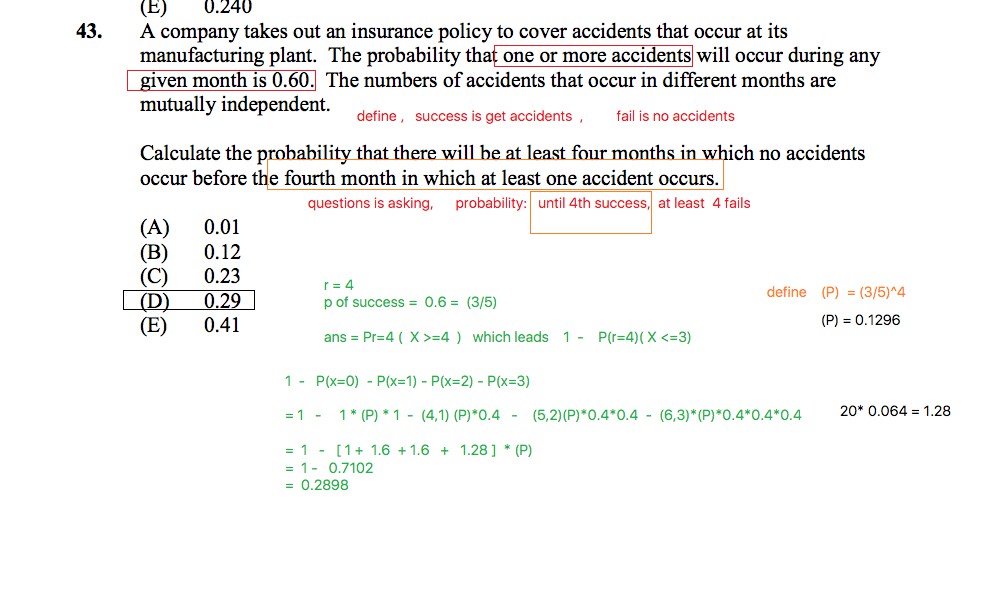 (E) 0.240
43. A company takes out an insurance policy to cover accidents that occur at its
manufacturing plant. The probability that one or more accidents will occur during any
given month is 0.60. The numbers of accidents that occur in different months are
mutually independent.
define , success is get accidents , fail is no accidents
Calculate the probability that there will be at least four months in which no accidents
occur before the fourth month in which at least one accident occurs.
questions is asking, probability: until 4th success, at least 4 fails
(A) 0.01
(B) 0.12
(C) 0.23
(D) 0.29
(E) 0.41
r = 4
p of success = 0.6 = (3/5)
ans = Pr=4 ( X >=4 ) which leads 1 - P(r=4)( X <=3)
define (P) = (3/5)^4
(P) = 0.1296
1 - P(x=0) - P(x=1) - P(x=2) - P(x=3)
= 1 - 1 * (P) * 1 - (4,1) (P)*0.4 - (5,2)(P)*0.4*0.4 - (6,3)*(P)*0.4*0.4*0.4
20* 0.064 = 1.28
= 1 - [ 1 + 1.6 + 1.6 + 1.28 ] * (P)
= 1 - 0.7102
= 0.2898